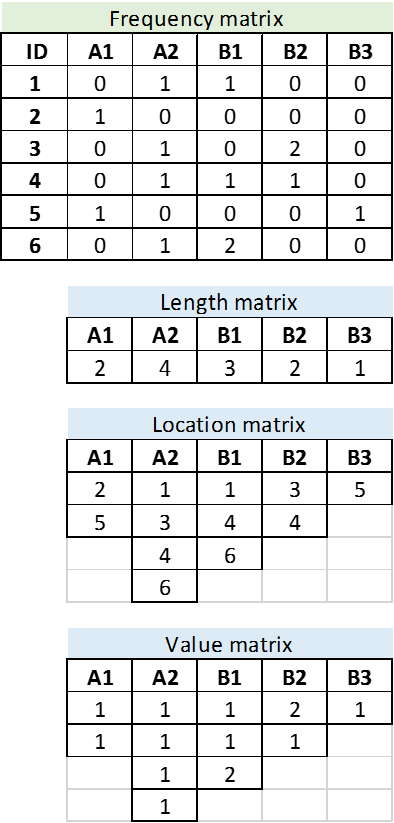 Frequency matrix
ID A1 A2 B1 B2 B3
1 0 1 1 0 0
2 1 0 0 0 0
3 0 1 0 2 0
4 0 1 1 1 0
5 1 0 0 0 1
6 0 1 2 0 0
Length matrix
A1 A2 B1 B2 B3
2 4 3 2 1
Location matrix
A1 A2 B1 B2 B3
2 1 1 3 5
5 3 4 4
4 6
6
Value matrix
A1 A2 B1 B2 B3
1 1 1 2 1
1 1 1 1
1 2
1